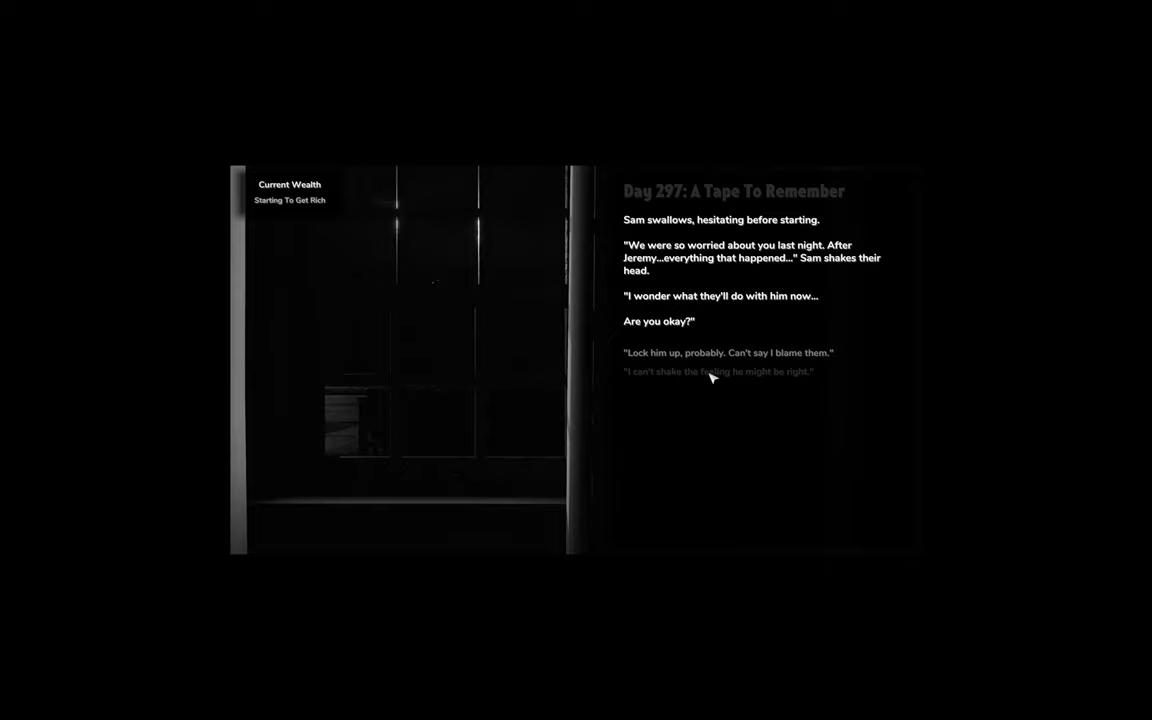 Current Wealth
Starting To Get Rich
Day 297: A Tape To Remember
Sam swallows, hesitating before starting.
"We were so worried about you last night. After
Jeremy...everything that happened..." Sam shakes their
head.
"I wonder what they'll do with him now...
Are you okay?"
"Lock him up, probably. Can't say I blame them."
"I can't shake the feeling he might be right."